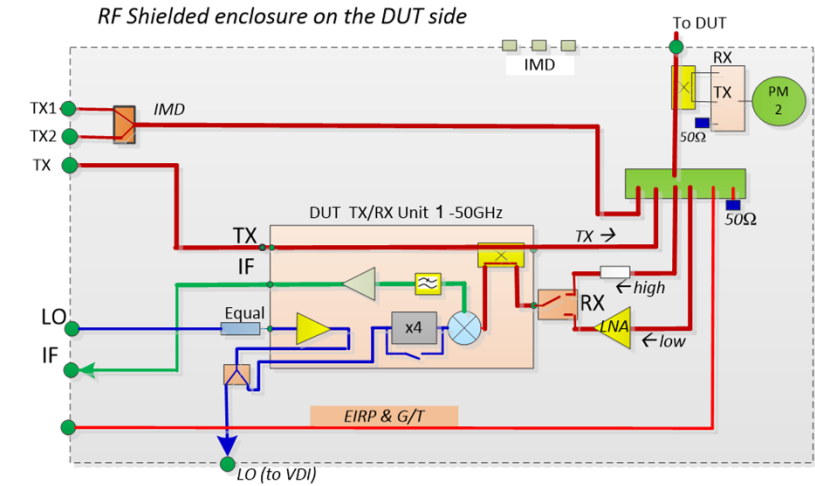 RF Shielded enclosure on the DUT side
To DUT
IMD
RX
TX
PM
2
50Ω
TX1
IMD
TX2
TX
50Ω
DUT TX/RX Unit 1 -50GHz
TX
TX →
IF
←high
RX
LO
Equal
x4
LNA
←low
IF
EIRP & G/T
LO (to VDI)